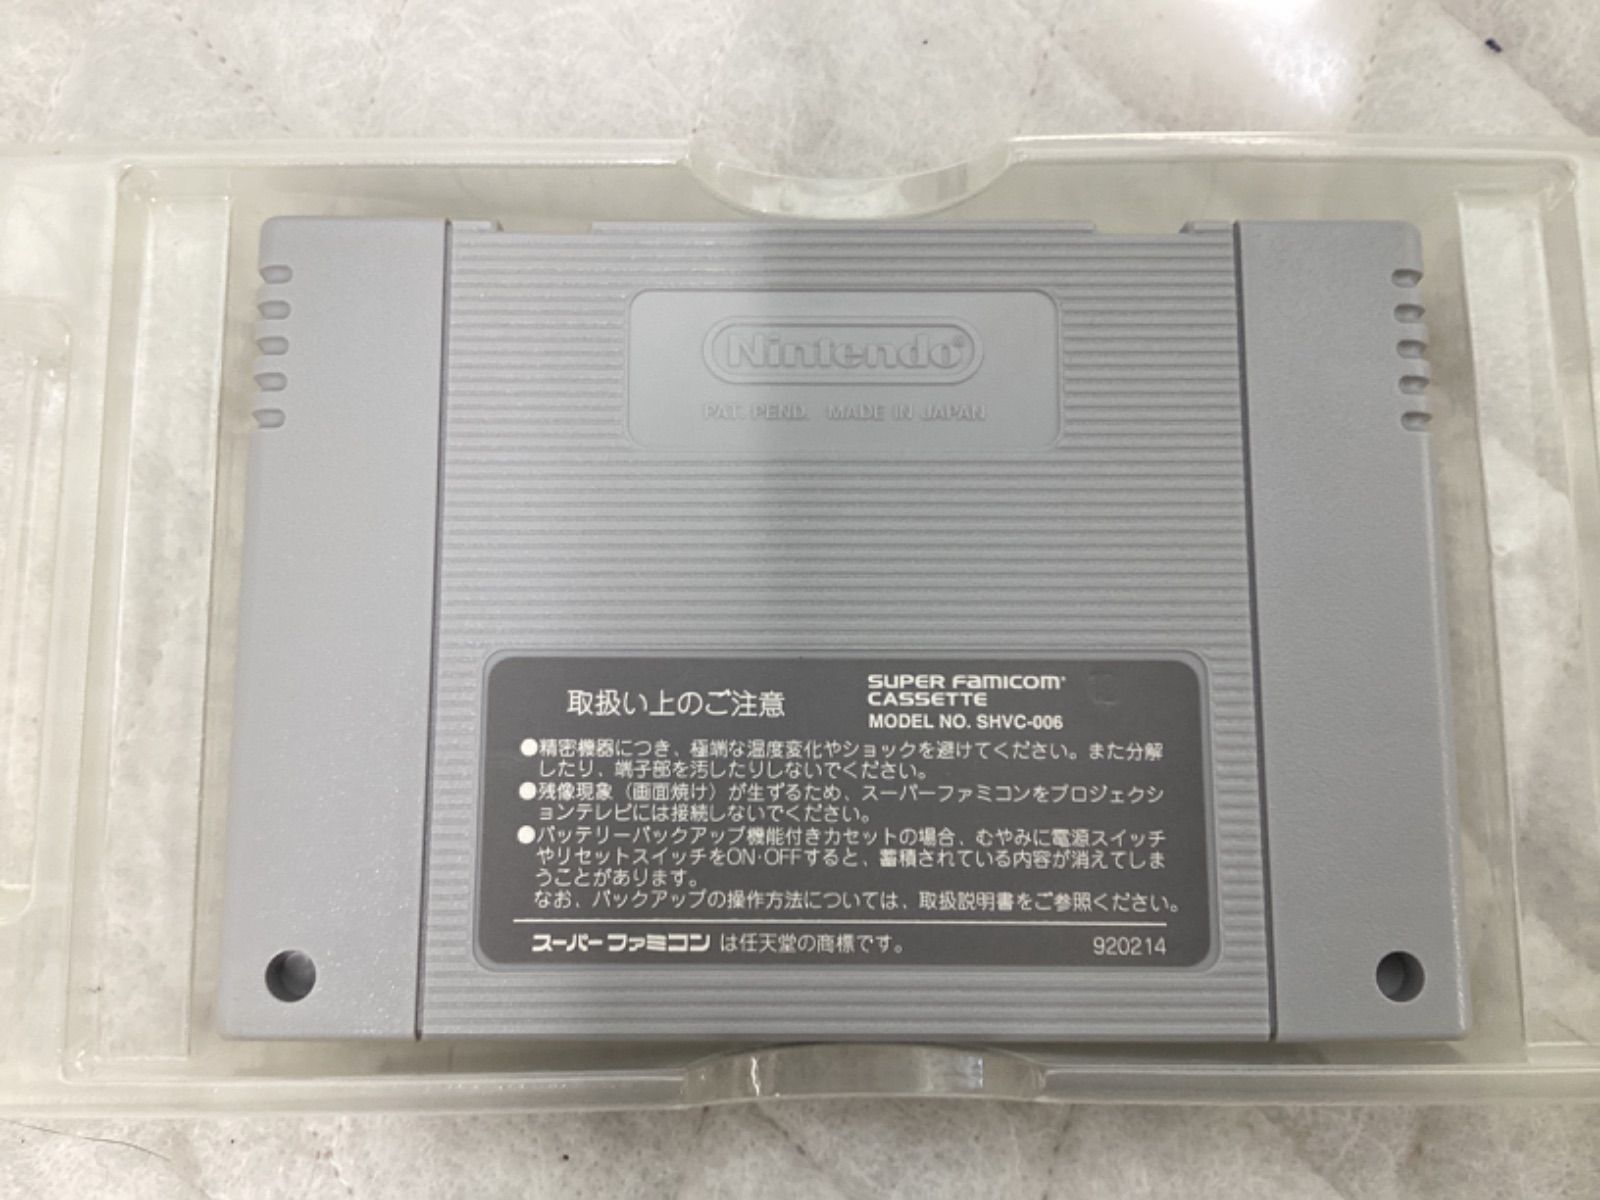 Nintendo®
PAT. PEND. MADE IN JAPAN
取扱い上のご注意
SUPER FAMICOM
CASSETTE
MODEL NO. SHVC-006
●精密機器につき、極端な温度変化やショックを避けてください。また分解
したり、端子部を汚したりしないでください。
●残像現象（画面焼け）が生ずるため、スーパーファミコンをプロジェクシ
ョンテレビには接続しないでください。
●バッテリーバックアップ機能付きカセットの場合、むやみに電源スイッチ
やリセットスイッチをON・OFFすると、蓄積されている内容が消えてしま
うことがあります。
なお、バックアップの操作方法については、取扱説明書をご参照ください。
スーパーファミコンは任天堂の商標です。
920214